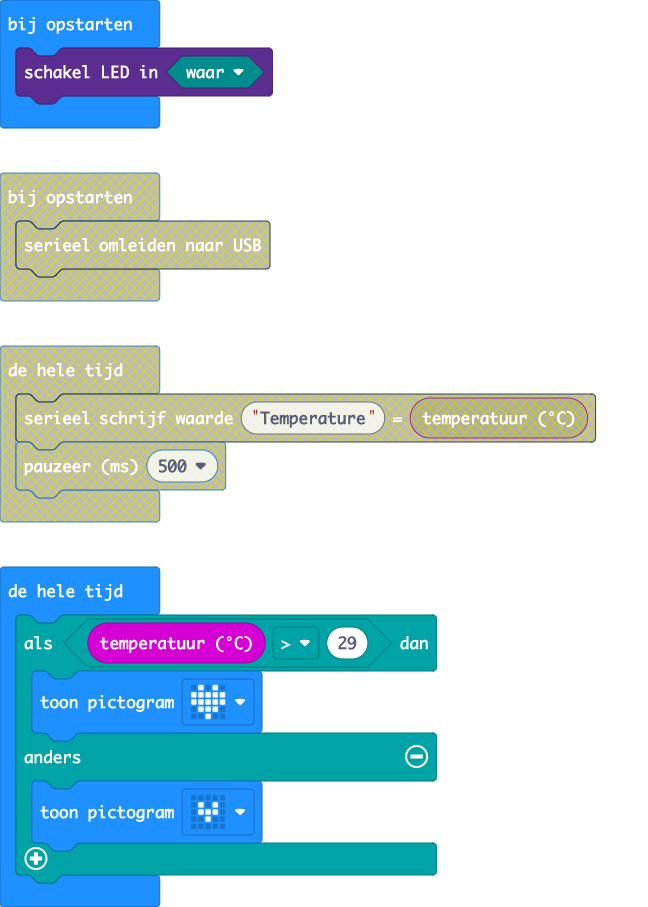 bij opstarten
schakel LED in waar
bij opstarten
serieel omleiden naar USB
de hele tijd
serieel schrijf waarde "Temperature" = temperatuur (°C)
pauzeer (ms) 500
de hele tijd
als temperatuur (°C) > 29 dan
toon pictogram
anders
toon pictogram